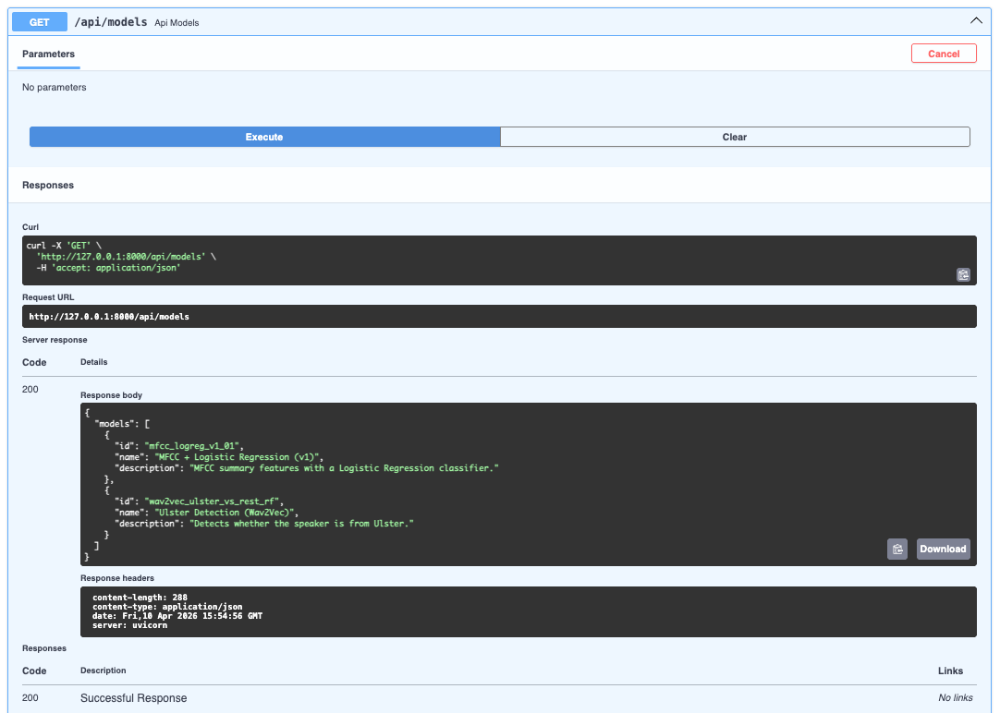 GET /api/models Api Models
Parameters
Cancel
No parameters
Execute
Clear
Responses
Curl
curl -X 'GET' \
  'http://127.0.0.1:8000/api/models' \
  -H 'accept: application/json'
Request URL
http://127.0.0.1:8000/api/models
Server response
Code Details
200
Response body
{
  "models": [
    {
      "id": "mfcc_logreg_v1_01",
      "name": "MFCC + Logistic Regression (v1)",
      "description": "MFCC summary features with a Logistic Regression classifier."
    },
    {
      "id": "wav2vec_ulster_vs_rest_rf",
      "name": "Ulster Detection (Wav2Vec)",
      "description": "Detects whether the speaker is from Ulster."
    }
  ]
}
Download
Response headers
content-length: 288
content-type: application/json
date: Fri,10 Apr 2026 15:54:56 GMT
server: uvicorn
Responses
Code Description Links
200 Successful Response No links